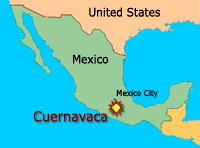 United States
Mexico
Mexico City
Cuernavaca